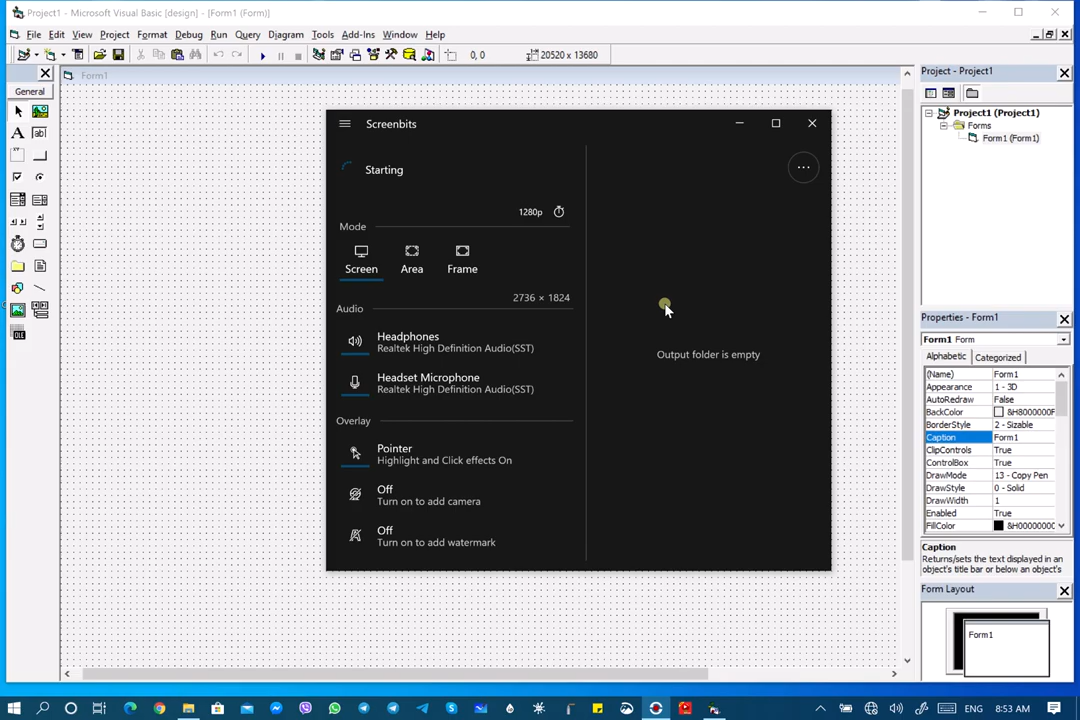 Project1 - Microsoft Visual Basic [design] - [Form1 (Form)]
File Edit View Project Format Debug Run Query Diagram Tools Add-Ins Window Help
0, 0
20520 x 13680
General
Form1
Project - Project1
Project1 (Project1)
Forms
Form1 (Form1)
Screenbits
Starting
1280p
Mode
Screen Area Frame
2736 × 1824
Audio
Headphones
Realtek High Definition Audio(SST)
Headset Microphone
Realtek High Definition Audio(SST)
Overlay
Pointer
Highlight and Click effects On
Off
Turn on to add camera
Off
Turn on to add watermark
Output folder is empty
Properties - Form1
Form1 Form
Alphabetic Categorized
(Name) Form1
Appearance 1 - 3D
AutoRedraw False
BackColor &H8000000F
BorderStyle 2 - Sizable
Caption Form1
ClipControls True
ControlBox True
DrawMode 13 - Copy Pen
DrawStyle 0 - Solid
DrawWidth 1
Enabled True
FillColor &H00000000
Caption
Returns/sets the text displayed in an
object's title bar or below an object's
Form Layout
Form1
ENG 8:53 AM